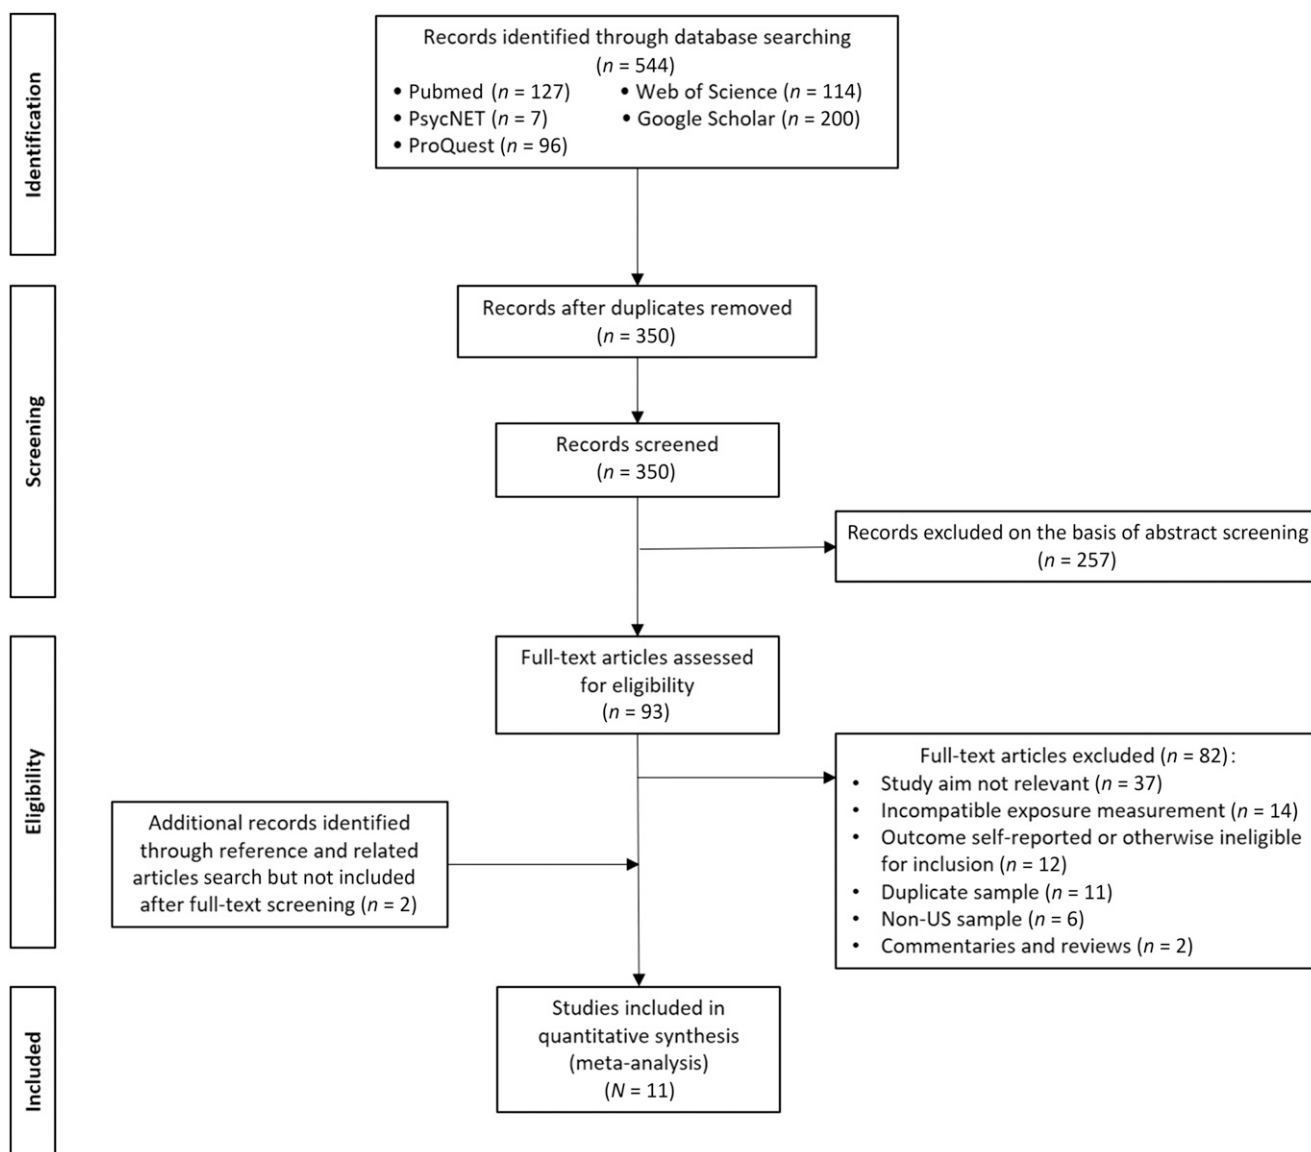 Identification
Records identified through database searching
(n = 544)
• Pubmed (n = 127)
• PsycNET (n = 7)
• ProQuest (n = 96)
• Web of Science (n = 114)
• Google Scholar (n = 200)
Screening
Records after duplicates removed
(n = 350)
Records screened
(n = 350)
Records excluded on the basis of abstract screening
(n = 257)
Eligibility
Full-text articles assessed
for eligibility
(n = 93)
Full-text articles excluded (n = 82):
• Study aim not relevant (n = 37)
• Incompatible exposure measurement (n = 14)
• Outcome self-reported or otherwise ineligible
for inclusion (n = 12)
• Duplicate sample (n = 11)
• Non-US sample (n = 6)
• Commentaries and reviews (n = 2)
Additional records identified
through reference and related
articles search but not included
after full-text screening (n = 2)
Included
Studies included in
quantitative synthesis
(meta-analysis)
(N = 11)